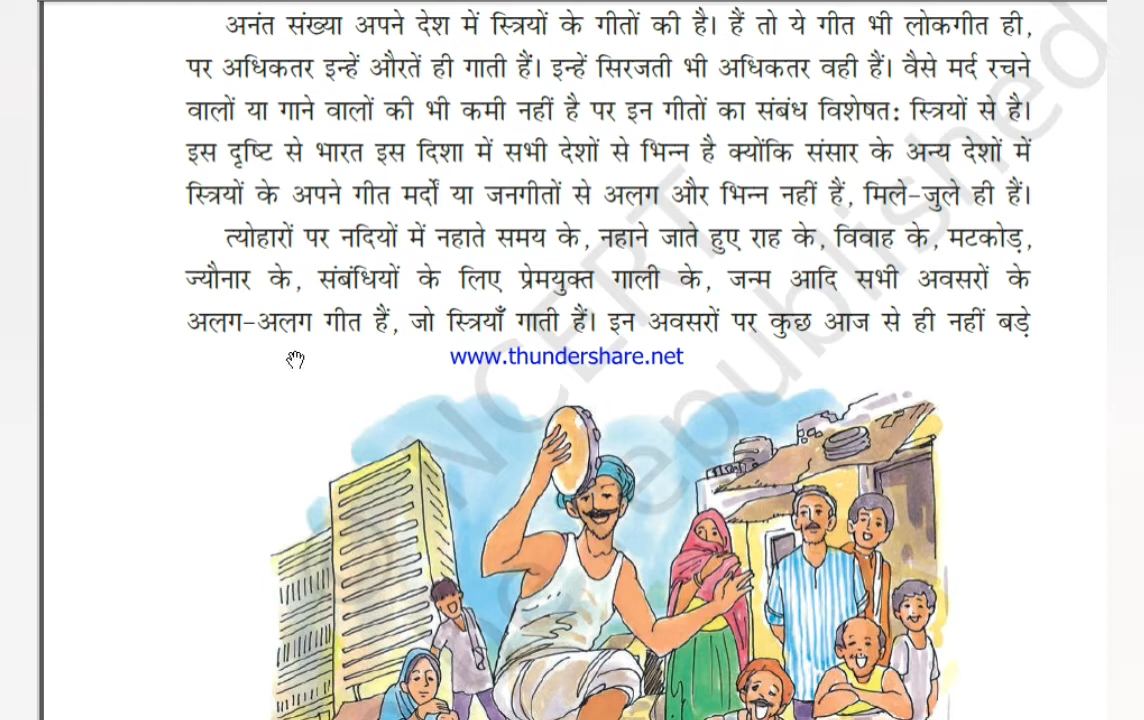 अनंत संख्या अपने देश में स्त्रियों के गीतों की है। हैं तो ये गीत भी लोकगीत ही,
पर अधिकतर इन्हें औरतें ही गाती हैं। इन्हें सिरजती भी अधिकतर वही हैं। वैसे मर्द रचने
वालों या गाने वालों की भी कमी नहीं है पर इन गीतों का संबंध विशेषत: स्त्रियों से है।
इस दृष्टि से भारत इस दिशा में सभी देशों से भिन्न है क्योंकि संसार के अन्य देशों में
स्त्रियों के अपने गीत मर्दों या जनगीतों से अलग और भिन्न नहीं हैं, मिले-जुले ही हैं।
त्योहारों पर नदियों में नहाते समय के, नहाने जाते हुए राह के, विवाह के, मटकोड़,
ज्यौनार के, संबंधियों के लिए प्रेमयुक्त गाली के, जन्म आदि सभी अवसरों के
अलग-अलग गीत हैं, जो स्त्रियाँ गाती हैं। इन अवसरों पर कुछ आज से ही नहीं बड़े
www.thundershare.net
NCERT
republished